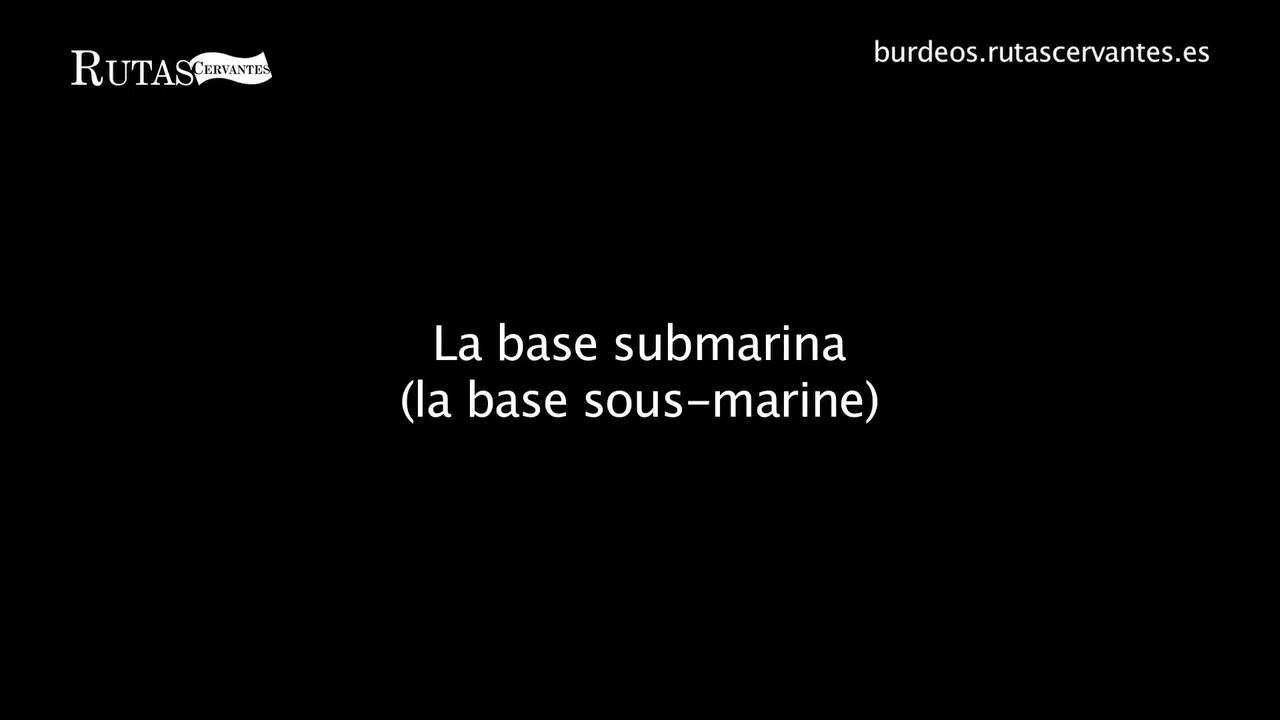 RUTAS CERVANTES
burdeos.rutascervantes.es
La base submarina
(la base sous-marine)